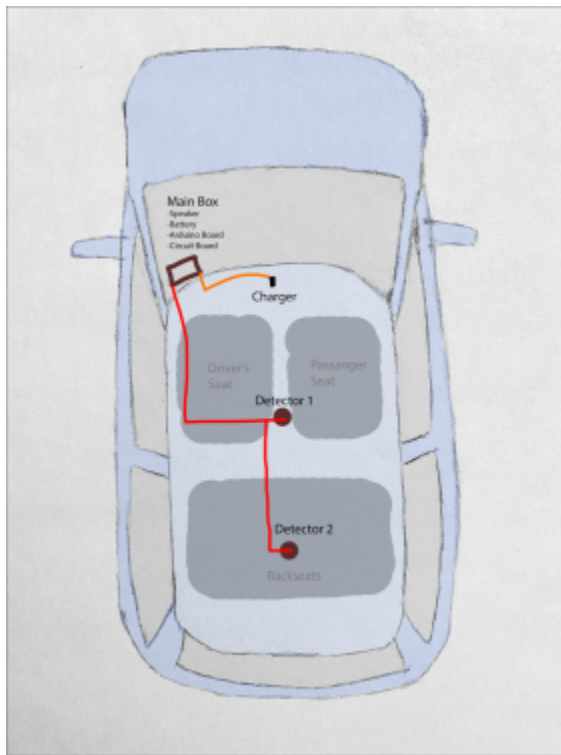 Main Box
-Speaker
-Battery
-Arduino Board
-Circuit Board
Charger
Driver's
Seat
Passanger
Seat
Detector 1
Detector 2
Backseats